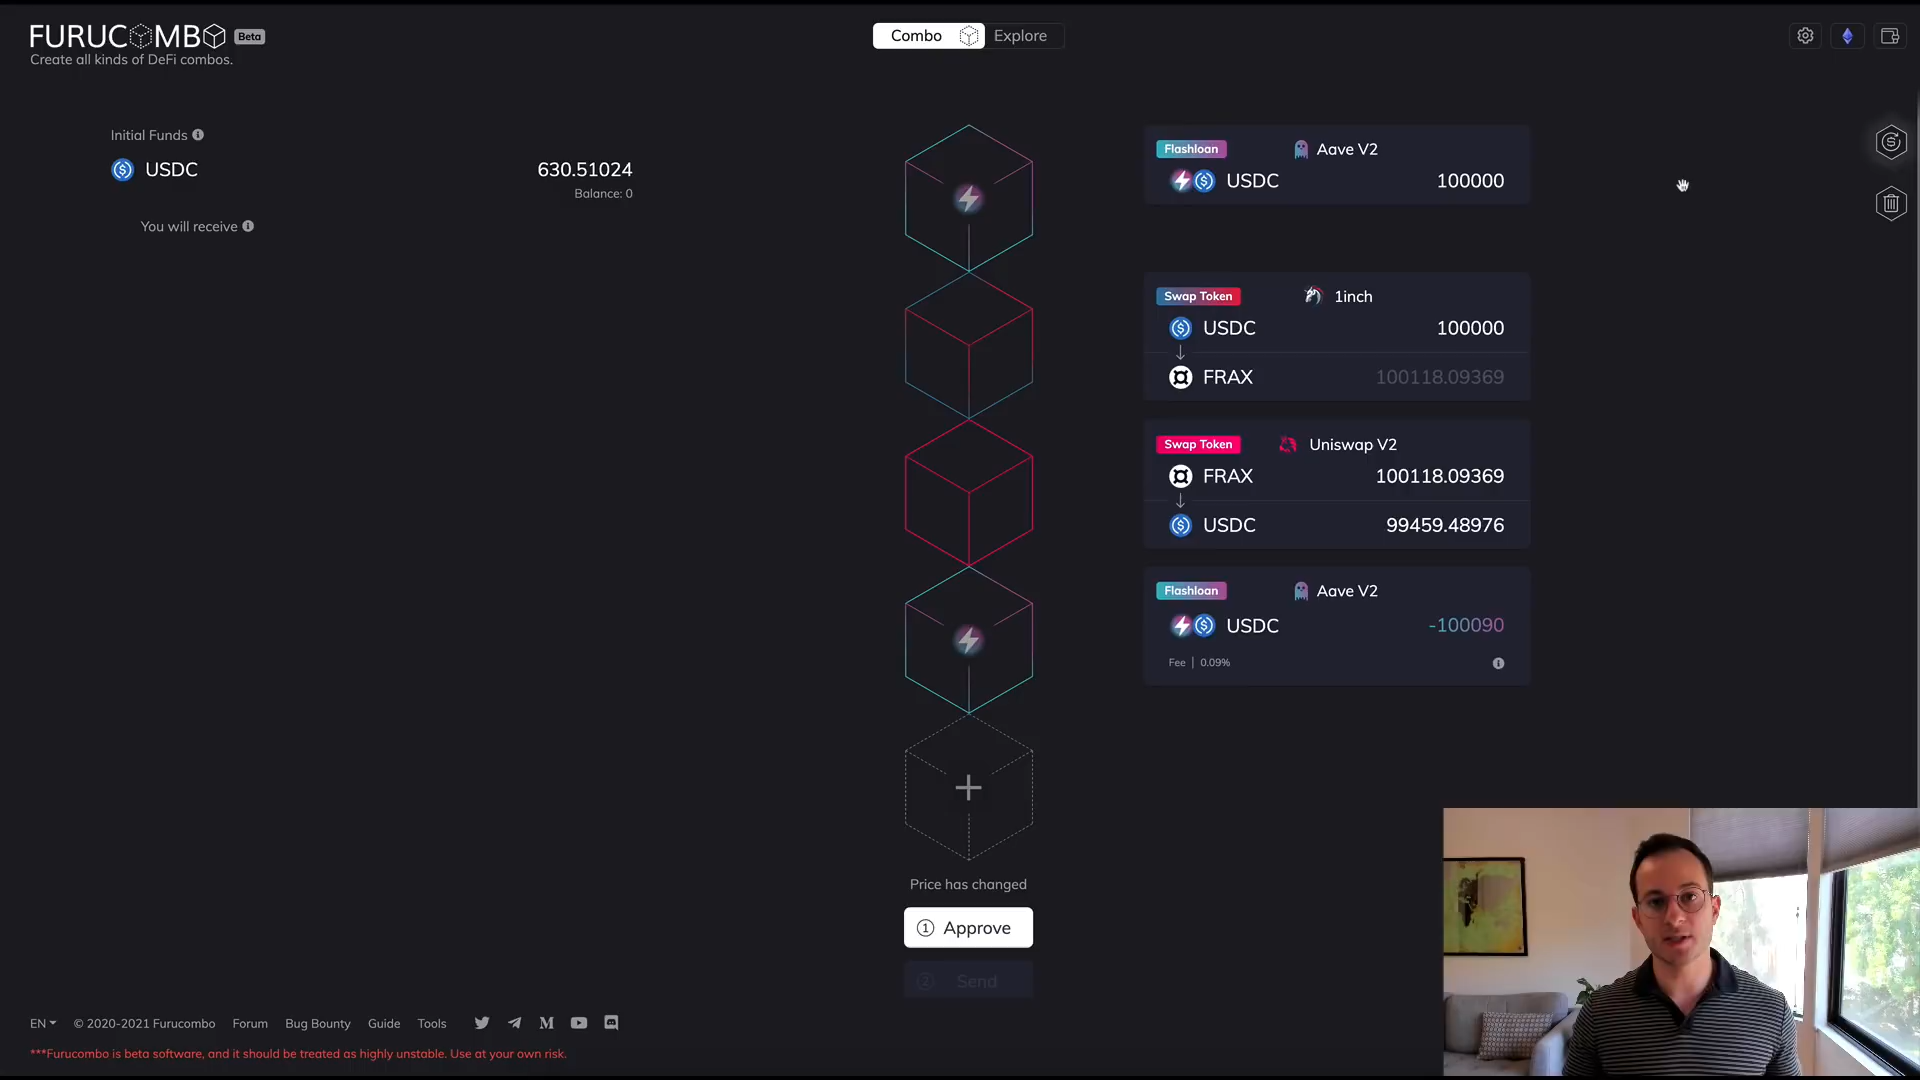 FURUCOMBO Beta
Create all kinds of DeFi combos.
Combo Explore
Initial Funds
USDC 630.51024
Balance: 0
You will receive
Flashloan Aave V2
USDC 100000
Swap Token 1inch
USDC 100000
FRAX 100118.09369
Swap Token Uniswap V2
FRAX 100118.09369
USDC 99459.48976
Flashloan Aave V2
USDC -100090
Fee | 0.09%
Price has changed
1 Approve
2 Send
EN © 2020-2021 Furucombo Forum Bug Bounty Guide Tools
***Furucombo is beta software, and it should be treated as highly unstable. Use at your own risk.